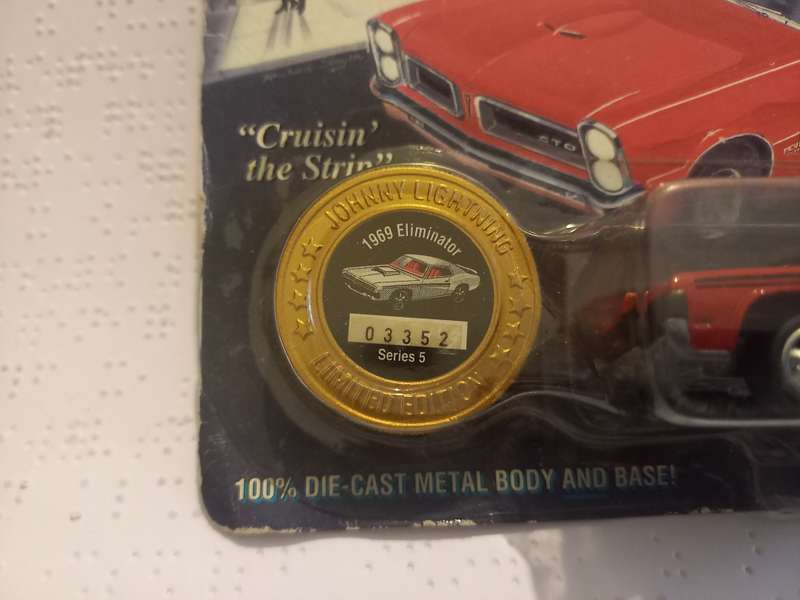 GTO
"Cruisin'
the Strip"
JOHNNY LIGHTNING
1969 Eliminator
03352
Series 5
LIMITED EDITION
100% DIE-CAST METAL BODY AND BASE!